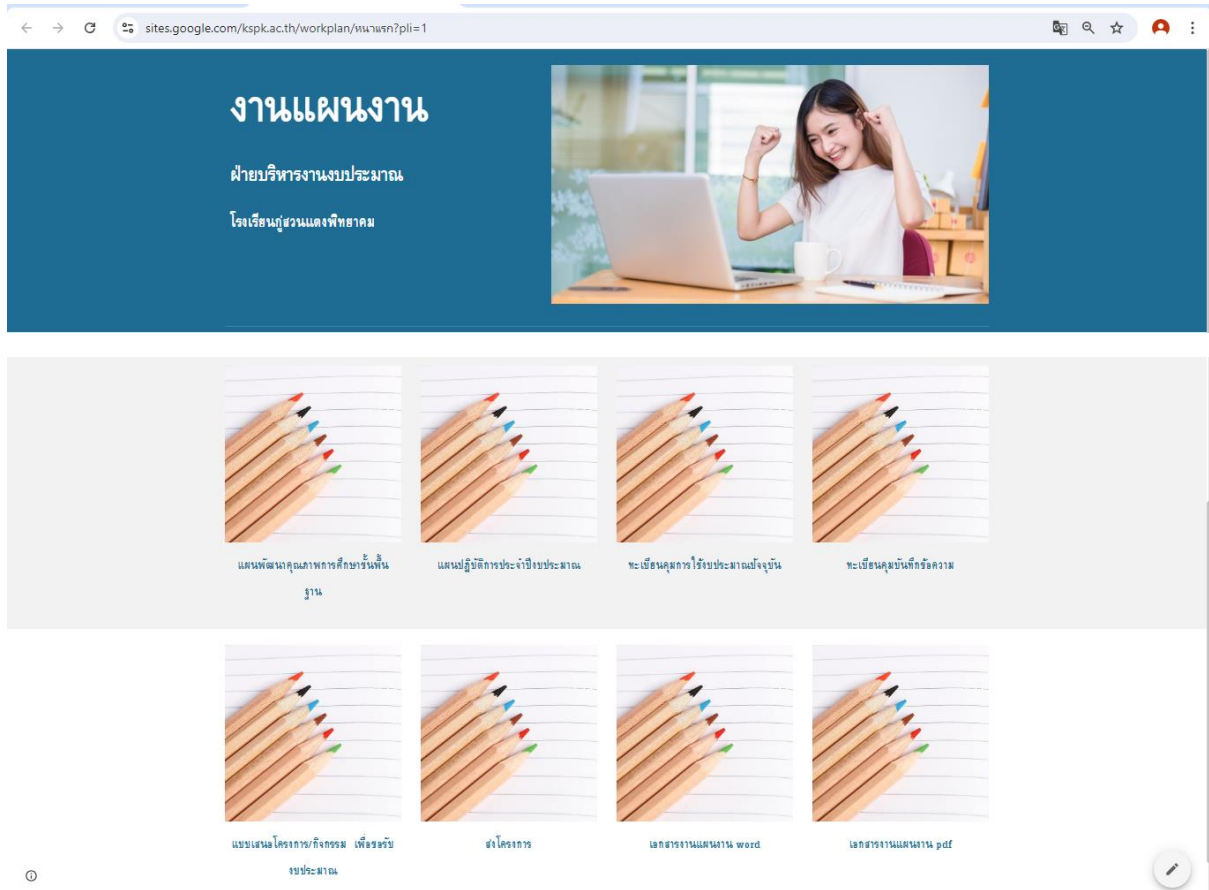 sites.google.com/kspk.ac.th/workplan/หน้าแรก?pli=1
งานแผนงาน
ฝ่ายบริหารงานงบประมาณ
โรงเรียนกู่สวนแตงพิทยาคม
แผนพัฒนาคุณภาพการศึกษาขั้นพื้น
ฐาน
แผนปฏิบัติการประจำปีงบประมาณ
ทะเบียนคุมการใช้งบประมาณปัจจุบัน
ทะเบียนคุมบันทึกข้อความ
แบบเสนอโครงการ/กิจกรรม เพื่อขอรับ
งบประมาณ
ส่งโครงการ
เอกสารงานแผนงาน word
เอกสารงานแผนงาน pdf